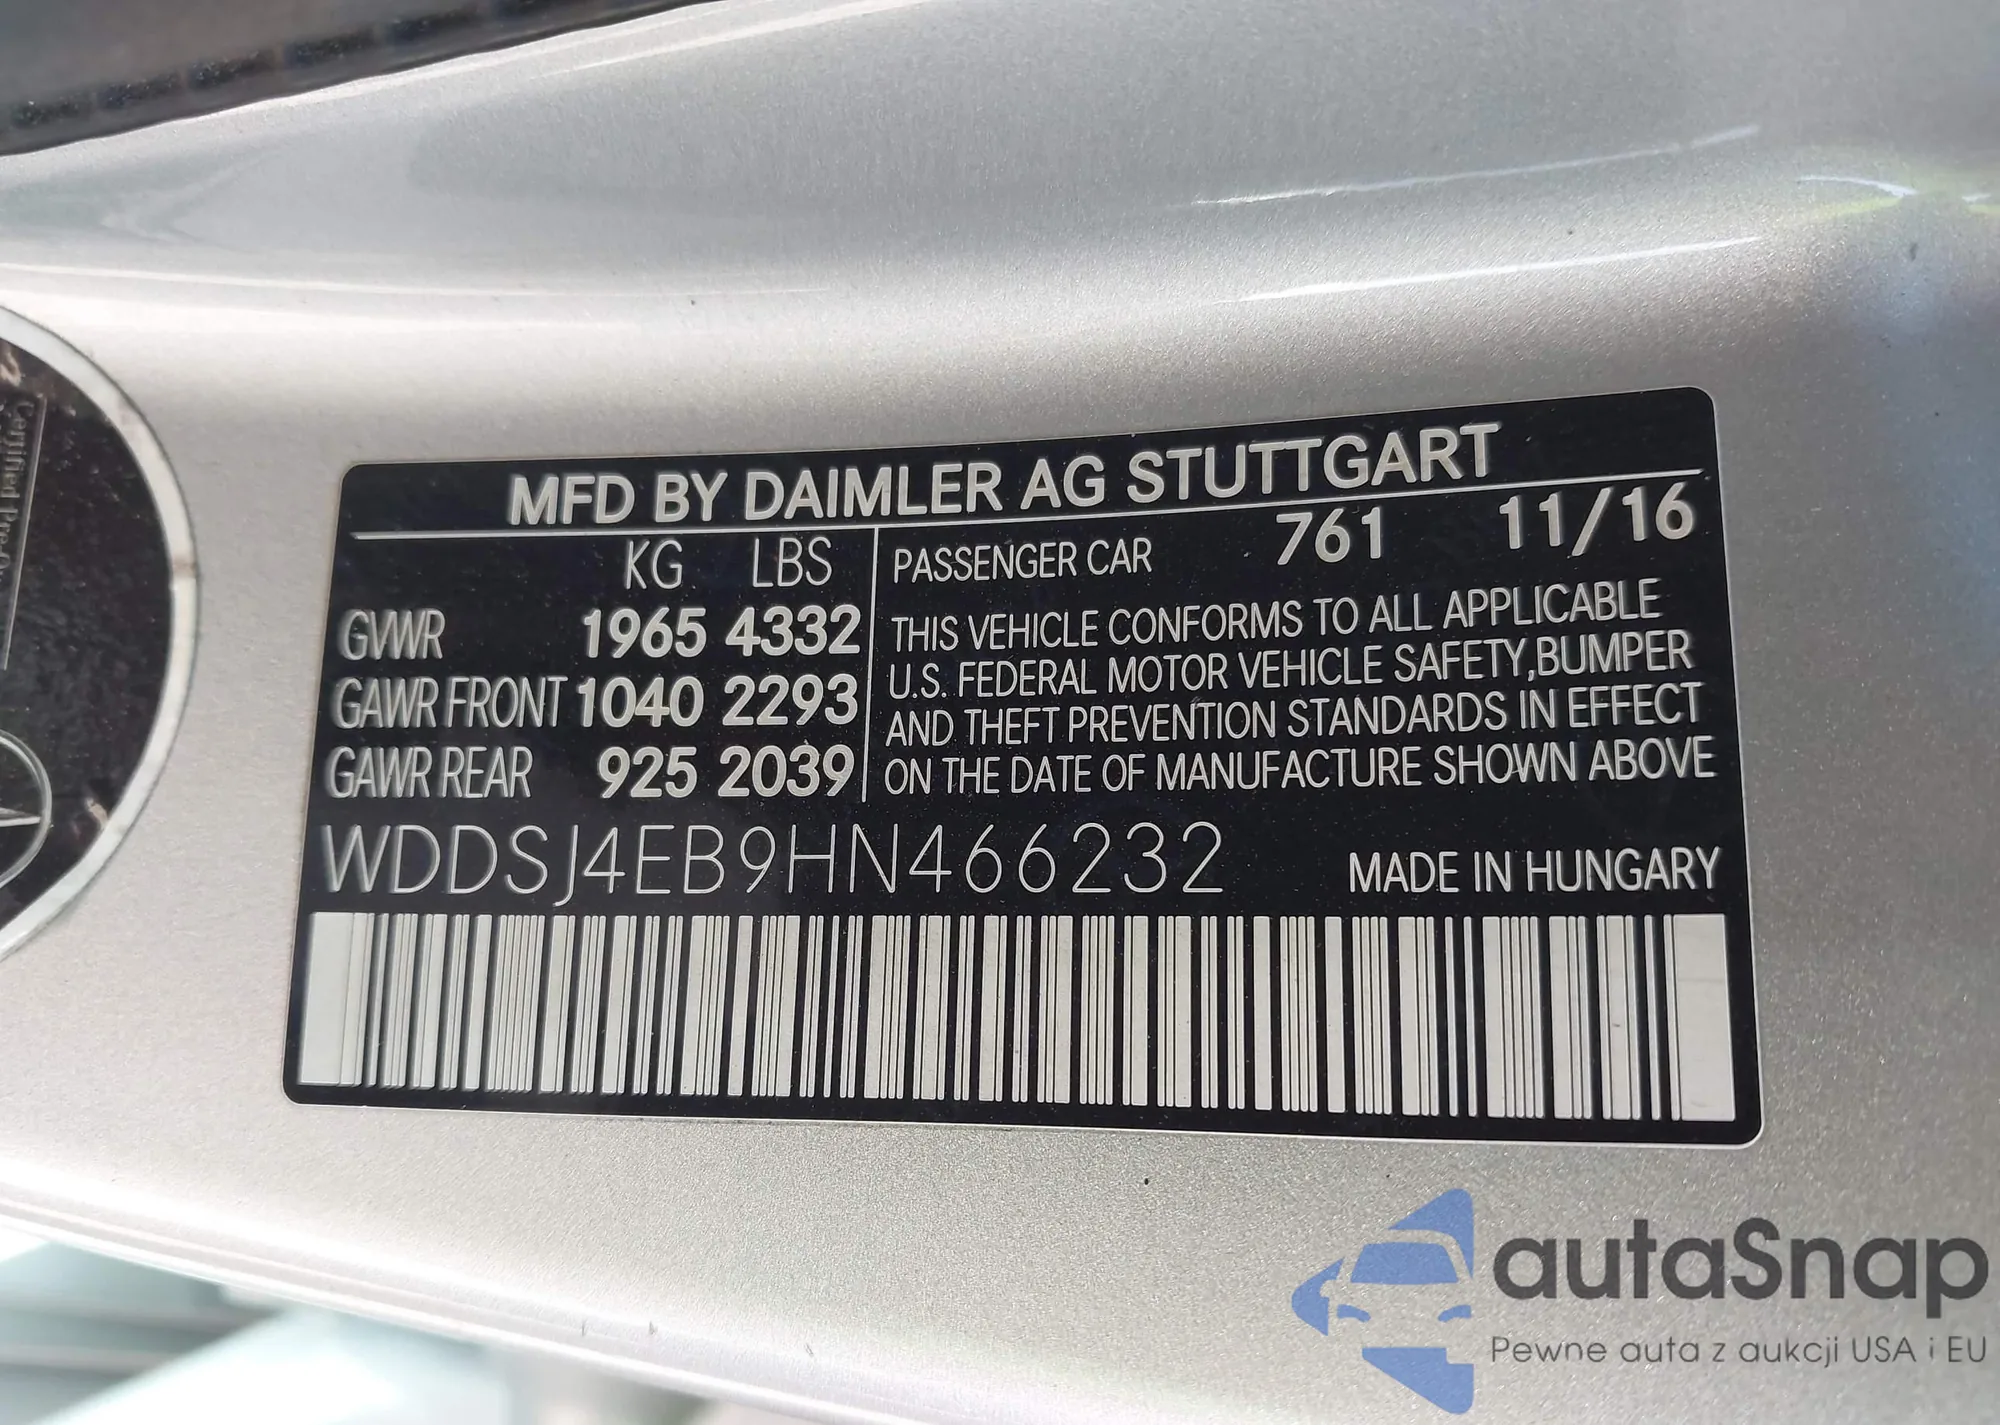 MFD BY DAIMLER AG STUTTGART
KG LBS
GVWR 1965 4332
GAWR FRONT 1040 2293
GAWR REAR 925 2039
PASSENGER CAR 761 11/16
THIS VEHICLE CONFORMS TO ALL APPLICABLE
U.S. FEDERAL MOTOR VEHICLE SAFETY,BUMPER
AND THEFT PREVENTION STANDARDS IN EFFECT
ON THE DATE OF MANUFACTURE SHOWN ABOVE
WDDSJ4EB9HN466232 MADE IN HUNGARY
Certified
autaSnap
Pewne auta z aukcji USA i EU